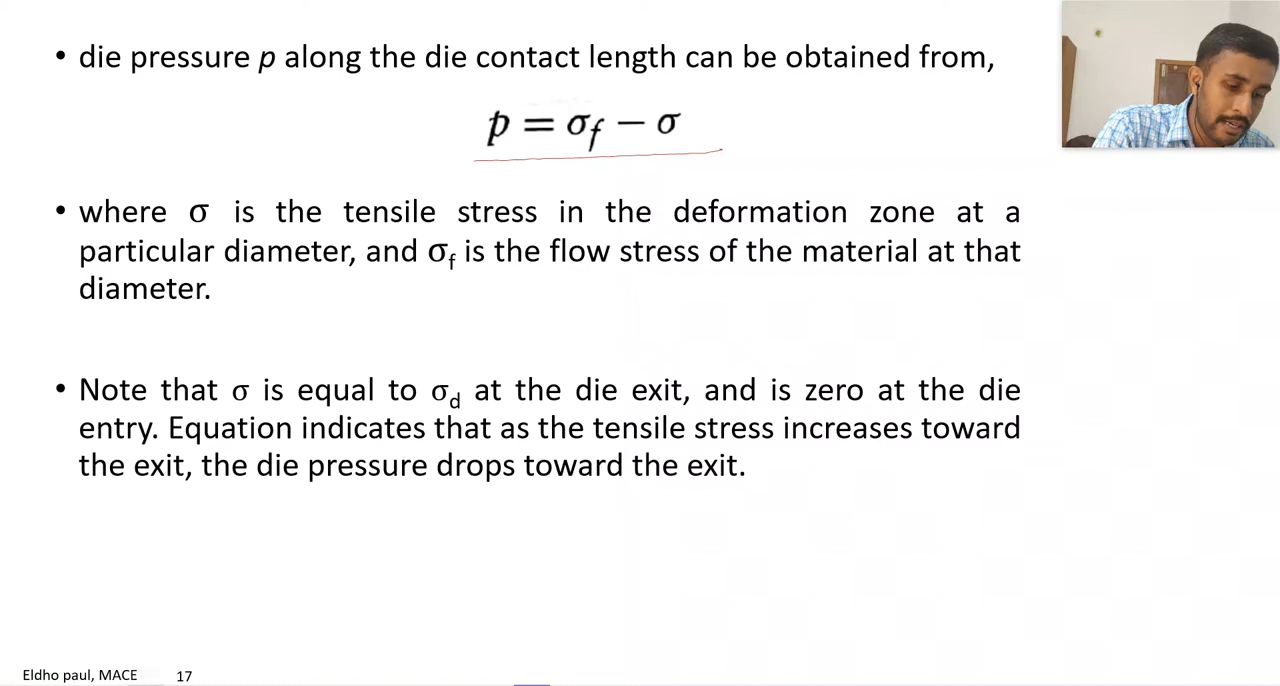 • die pressure p along the die contact length can be obtained from,
p = σf − σ
• where σ is the tensile stress in the deformation zone at a
particular diameter, and σf is the flow stress of the material at that
diameter.
• Note that σ is equal to σd at the die exit, and is zero at the die
entry. Equation indicates that as the tensile stress increases toward
the exit, the die pressure drops toward the exit.
Eldho paul, MACE 17